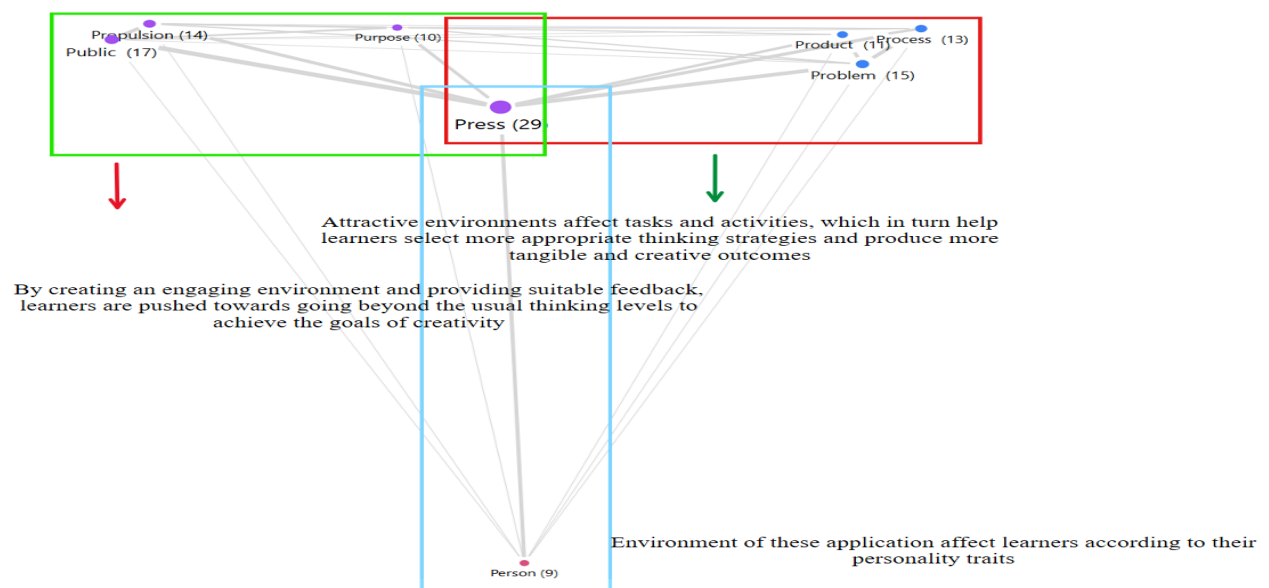 Propulsion (14)
Public (17)
Purpose (10)
Product (11)
Process (13)
Problem (15)
Press (29)
Attractive environments affect tasks and activities, which in turn help
learners select more appropriate thinking strategies and produce more
tangible and creative outcomes
By creating an engaging environment and providing suitable feedback,
learners are pushed towards going beyond the usual thinking levels to
achieve the goals of creativity
Environment of these application affect learners according to their
personality traits
Person (9)